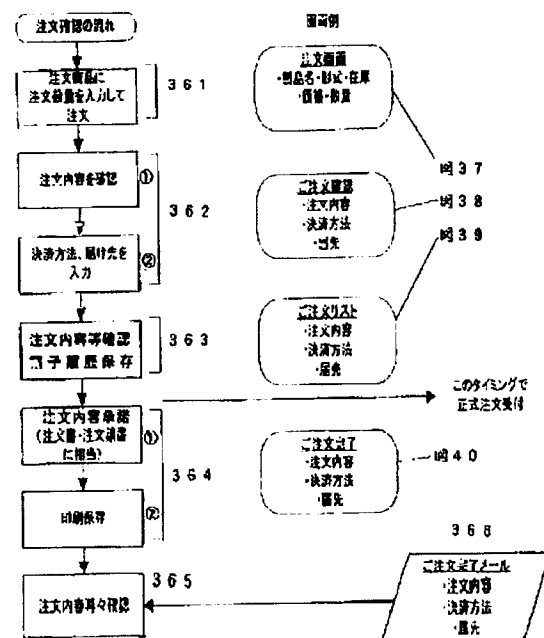 注文確認の流れ
画面例
注文商品に
注文数量を入力して
注文
361
注文画面
・商品名・形式・在庫
・価格・数量
図37
注文内容を確認
①
362
ご注文確認
・注文内容
・決済方法
・届先
図38
図39
決済方法、届け先を
入力
②
注文内容等確認
電子履歴保存
363
ご注文リスト
・注文内容
・決済方法
・届先
このタイミングで
正式注文受付
注文内容承諾
(注文書・注文請書
に相当)
①
364
ご注文完了
・注文内容
・決済方法
・届先
図40
印刷保存
②
366
注文内容再々確認
365
ご注文完了メール
・注文内容
・決済方法
・届先